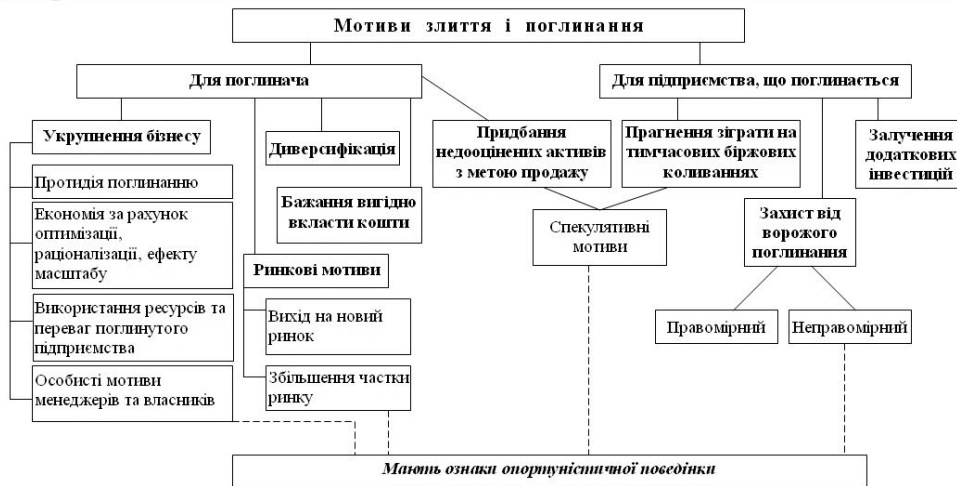 Мотиви злиття і поглинання
Для поглинача
Для підприємства, що поглинається
Укрупнення бізнесу
Протидія поглинанню
Економія за рахунок
оптимізації,
раціоналізації, ефекту
масштабу
Використання ресурсів та
переваг поглинутого
підприємства
Особисті мотиви
менеджерів та власників
Диверсифікація
Бажання вигідно
вкласти кошти
Ринкові мотиви
Вихід на новий
ринок
Збільшення частки
ринку
Придбання
недооцінених активів
з метою продажу
Прагнення зіграти на
тимчасових біржових
коливаннях
Спекулятивні
мотиви
Залучення
додаткових
інвестицій
Захист від
ворожого
поглинання
Правомірний
Неправомірний
Мають ознаки опортуністичної поведінки